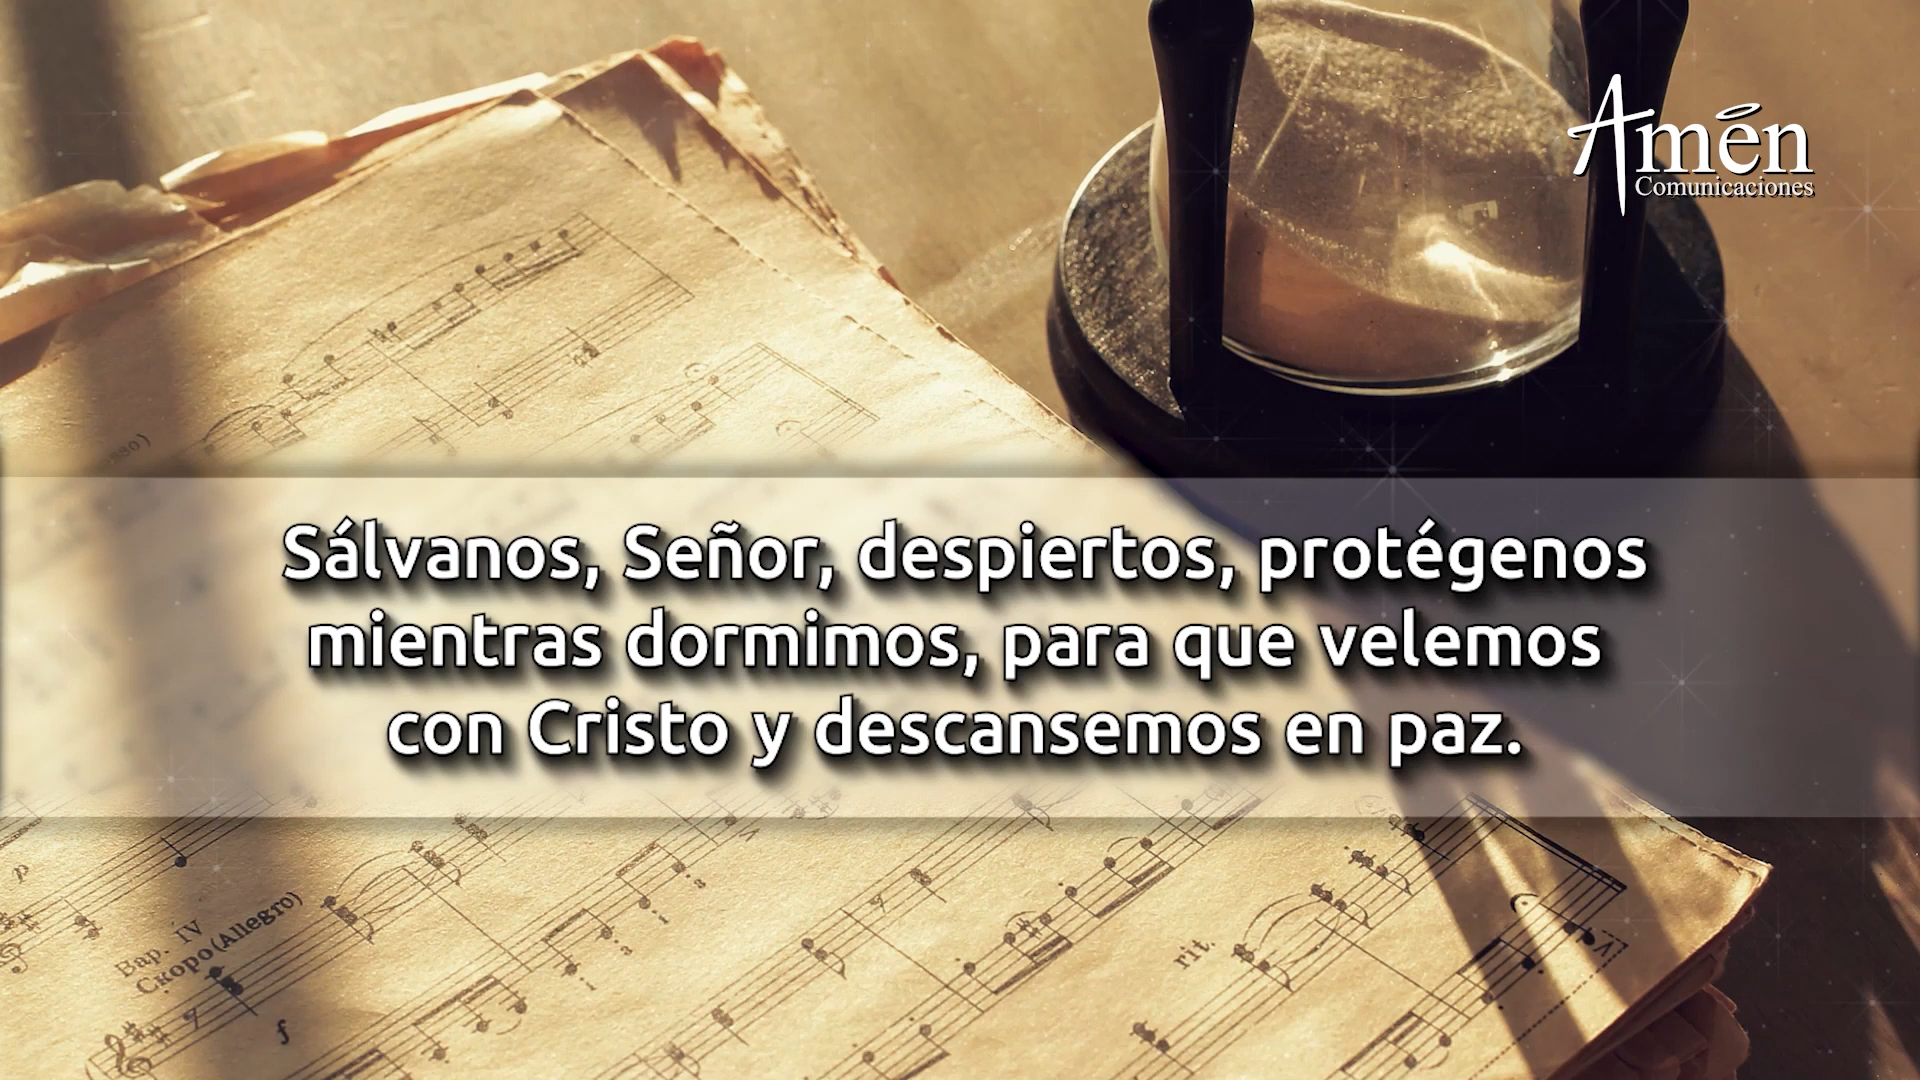 Amén
Comunicaciones
Sálvanos, Señor, despiertos, protégenos
mientras dormimos, para que velemos
con Cristo y descansemos en paz.
p
Вар. IV
Скоро (Allegro)
f
rit.